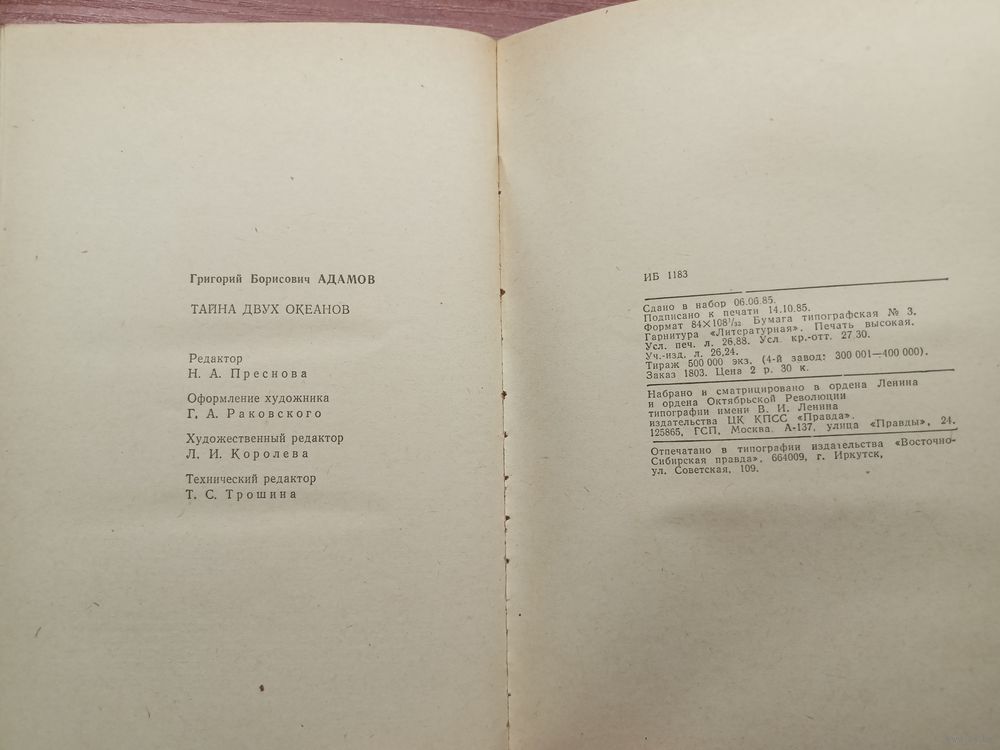 Григорий Борисович АДАМОВ
ТАЙНА ДВУХ ОКЕАНОВ
Редактор
Н. А. Преснова
Оформление художника
Г. А. Раковского
Художественный редактор
Л. И. Королева
Технический редактор
Т. С. Трошина
ИБ 1183
Сдано в набор 06.06.85.
Подписано к печати 14.10.85.
Формат 84×108¹/₃₂ Бумага типографская № 3.
Гарнитура «Литературная». Печать высокая.
Усл. печ. л. 26,88. Усл. кр.-отт. 27,30.
Уч.-изд. л. 26,24.
Тираж 500 000 экз. (4-й завод: 300 001—400 000).
Заказ 1803. Цена 2 р. 30 к.
Набрано и сматрицировано в ордена Ленина
и ордена Октябрьской Революции
типографии имени В. И. Ленина
издательства ЦК КПСС «Правда».
125865, ГСП, Москва, А-137, улица «Правды», 24.
Отпечатано в типографии издательства «Восточно-
Сибирская правда», 664009, г. Иркутск,
ул. Советская, 109.